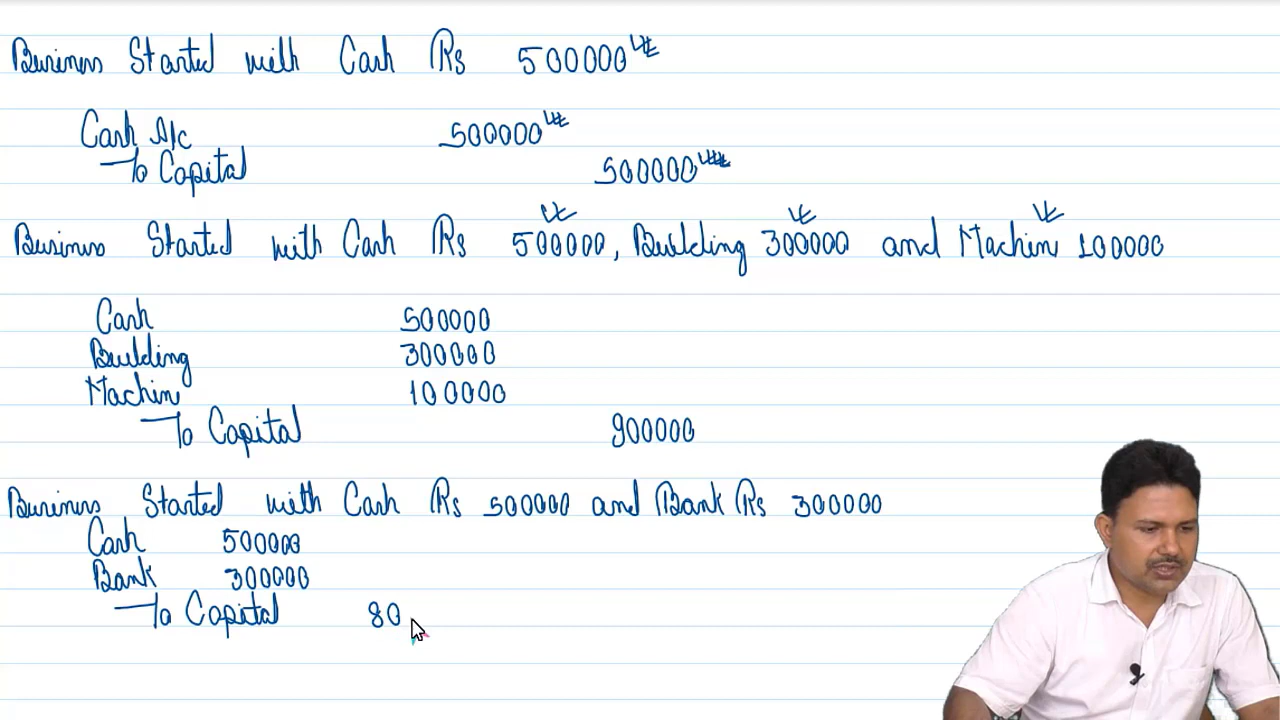 Business Started with Cash Rs 500000
Cash A/c 500000
To Capital 500000
Business Started with Cash Rs 500000, Building 300000 and Machin 100000
Cash 500000
Building 300000
Machin 100000
To Capital 900000
Business Started with Cash Rs 500000 and Bank Rs 300000
Cash 500000
Bank 300000
To Capital 80